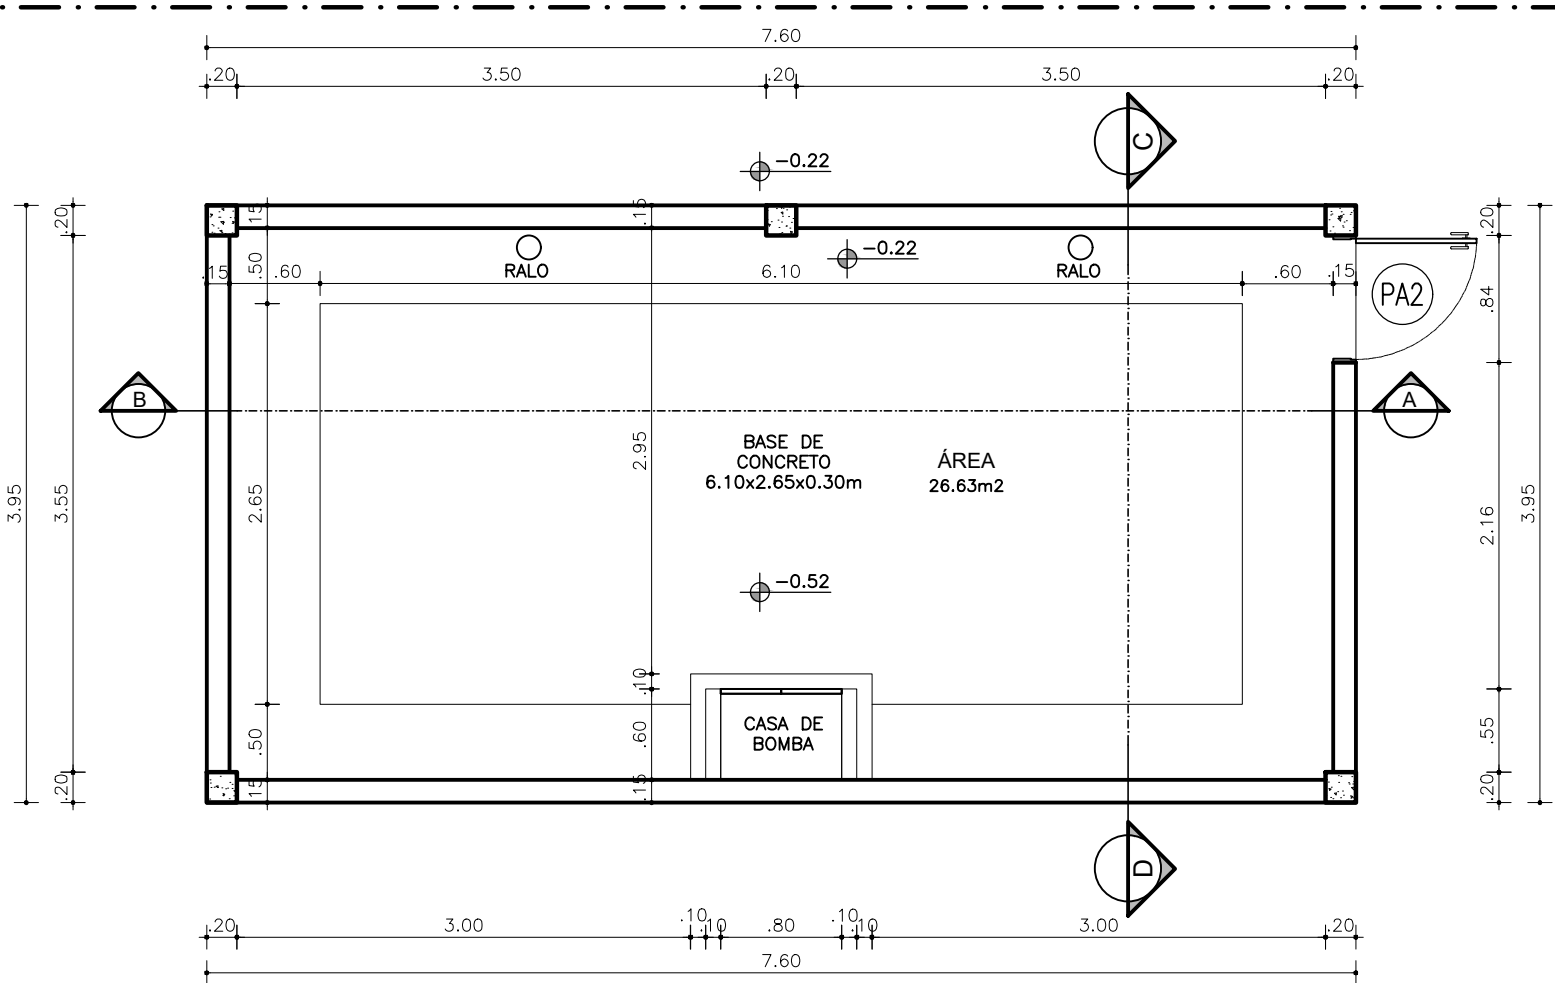 7.60
.20 3.50 .20 3.50 .20
C
-0.22
.20 .15 .15 .20
-0.22
RALO RALO
.15 .50 .60 6.10 .60 .15
PA2
.84
B A
BASE DE
CONCRETO
6.10x2.65x0.30m
ÁREA
26.63m2
3.95 3.55 2.65 2.95 2.16 3.95
-0.52
.10
CASA DE
BOMBA
.50 .60 .55
.20 .15 .15 .20
D
.20 3.00 .10 .10 .80 .10 .10 3.00 .20
7.60